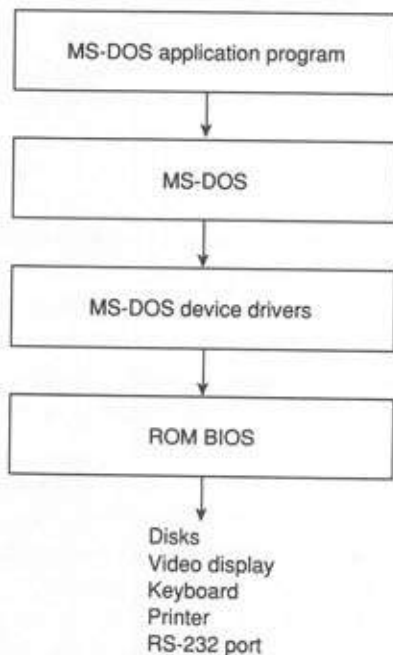 MS-DOS application program
MS-DOS
MS-DOS device drivers
ROM BIOS
Disks
Video display
Keyboard
Printer
RS-232 port